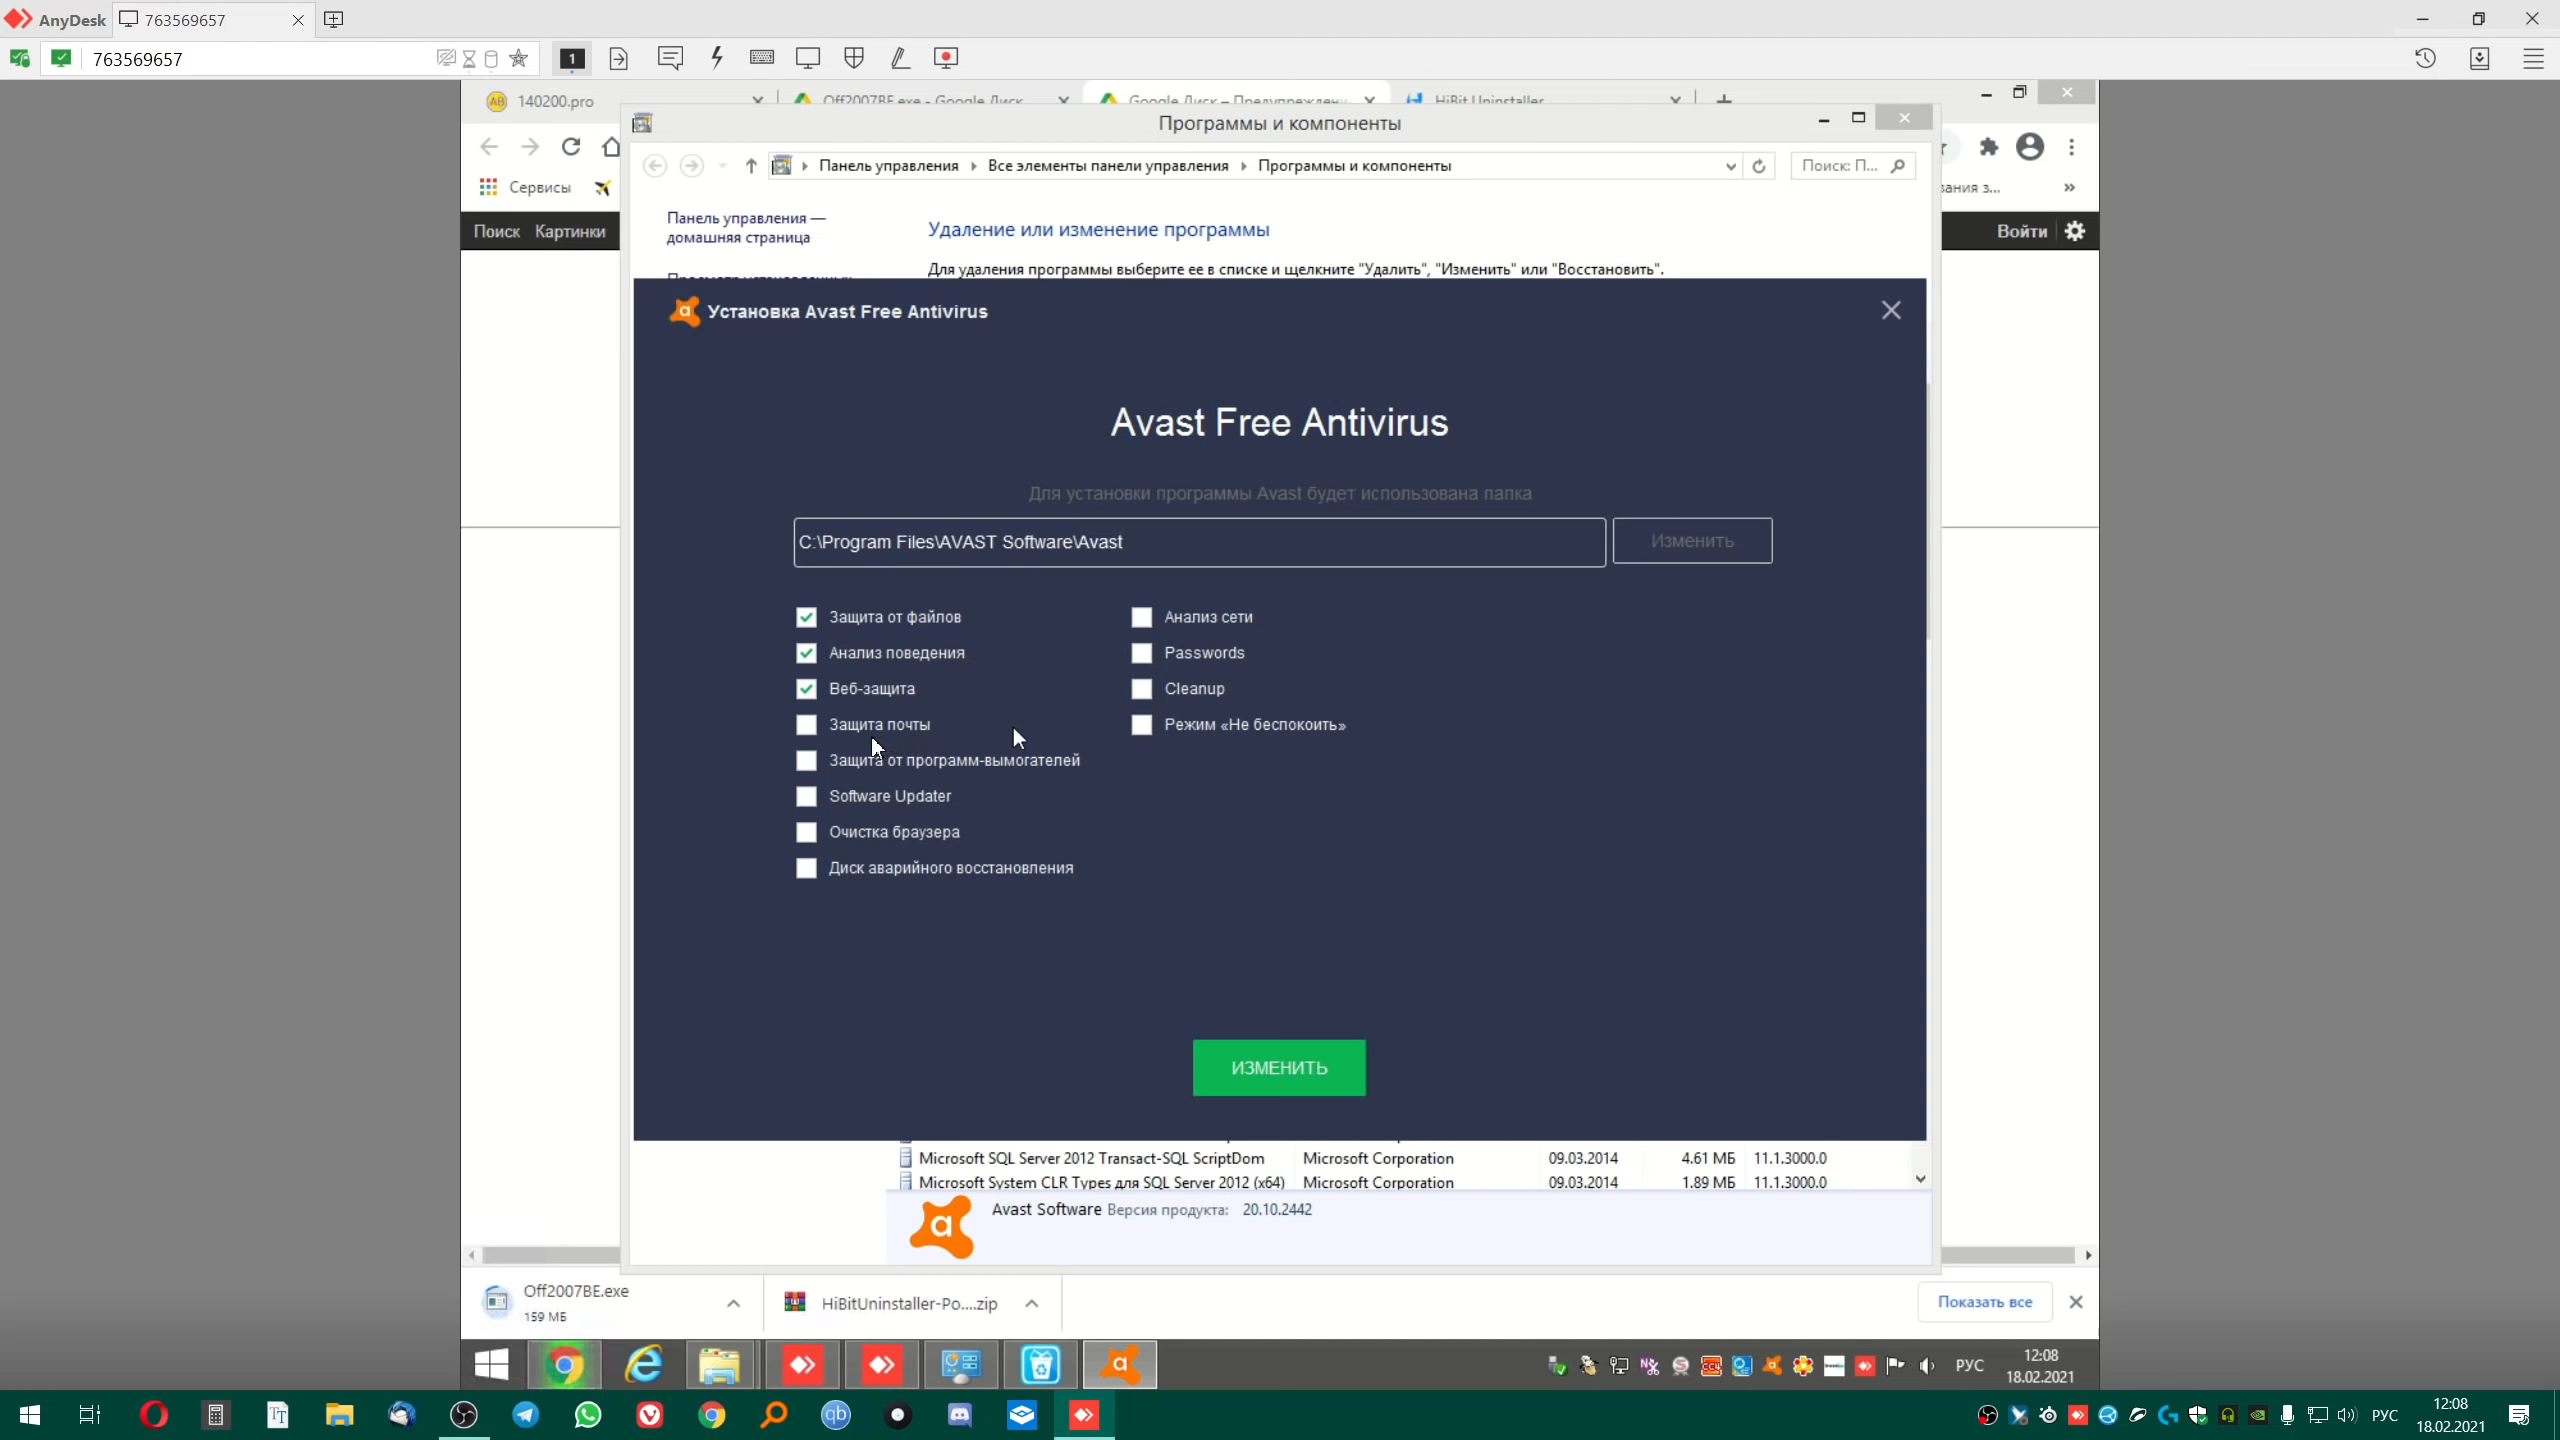 AnyDesk
763569657
763569657
1
140200.pro
Off2007BE.exe - Google Диск
HiBit Uninstaller
Программы и компоненты
Панель управления
Все элементы панели управления
Программы и компоненты
Поиск: П...
Сервисы
Панель управления —
домашняя страница
Удаление или изменение программы
Поиск
Картинки
Войти
Для удаления программы выберите ее в списке и щелкните "Удалить", "Изменить" или "Восстановить".
Установка Avast Free Antivirus
Avast Free Antivirus
Для установки программы Avast будет использована папка
C:\Program Files\AVAST Software\Avast
Изменить
Защита от файлов
Анализ поведения
Веб-защита
Защита почты
Защита от программ-вымогателей
Software Updater
Очистка браузера
Диск аварийного восстановления
Анализ сети
Passwords
Cleanup
Режим «Не беспокоить»
ИЗМЕНИТЬ
Microsoft SQL Server 2012 Transact-SQL ScriptDom Microsoft Corporation 09.03.2014 4.61 МБ 11.1.3000.0
Microsoft System CLR Types для SQL Server 2012 (x64) Microsoft Corporation 09.03.2014 1.89 МБ 11.1.3000.0
Avast Software Версия продукта: 20.10.2442
Off2007BE.exe
159 МБ
HiBitUninstaller-Po....zip
Показать все
РУС
12:08
18.02.2021
РУС
12:08
18.02.2021